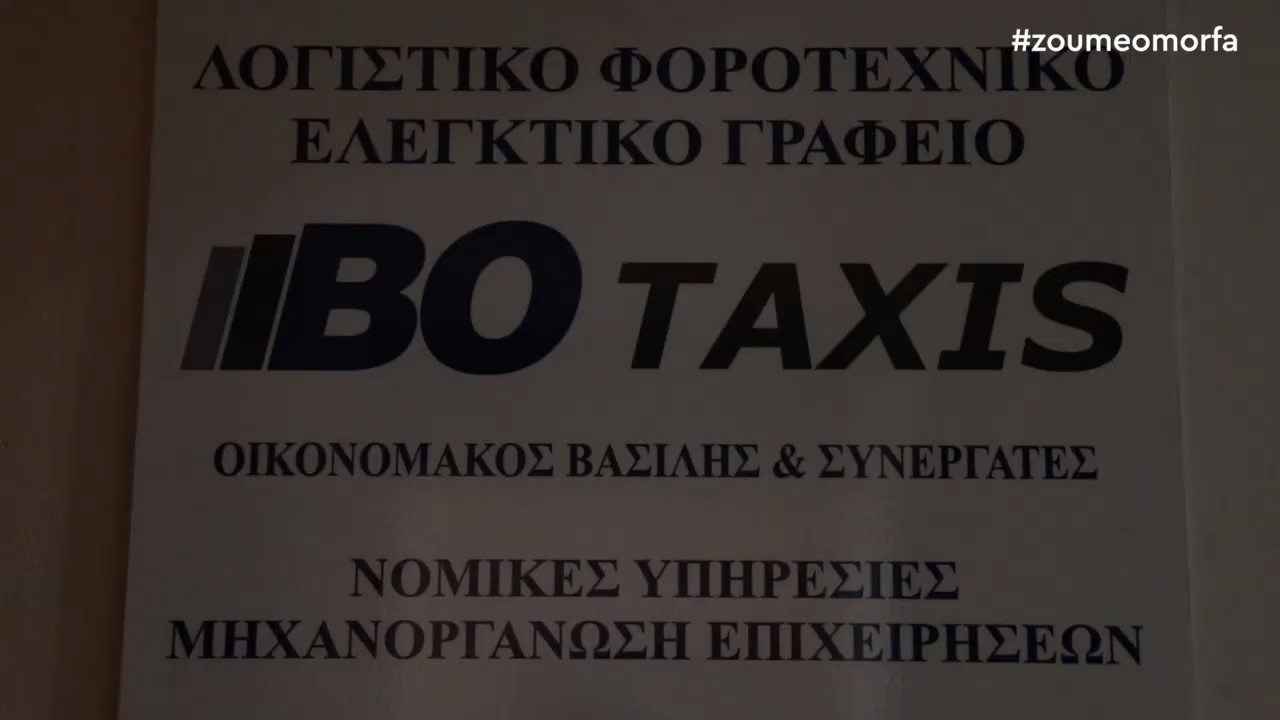 #zoumeomorfa
ΛΟΓΙΣΤΙΚΟ ΦΟΡΟΤΕΧΝΙΚΟ
ΕΛΕΓΚΤΙΚΟ ΓΡΑΦΕΙΟ
BO TAXIS
ΟΙΚΟΝΟΜΑΚΟΣ ΒΑΣΙΛΗΣ & ΣΥΝΕΡΓΑΤΕΣ
ΝΟΜΙΚΕΣ ΥΠΗΡΕΣΙΕΣ
ΜΗΧΑΝΟΡΓΑΝΩΣΗ ΕΠΙΧΕΙΡΗΣΕΩΝ